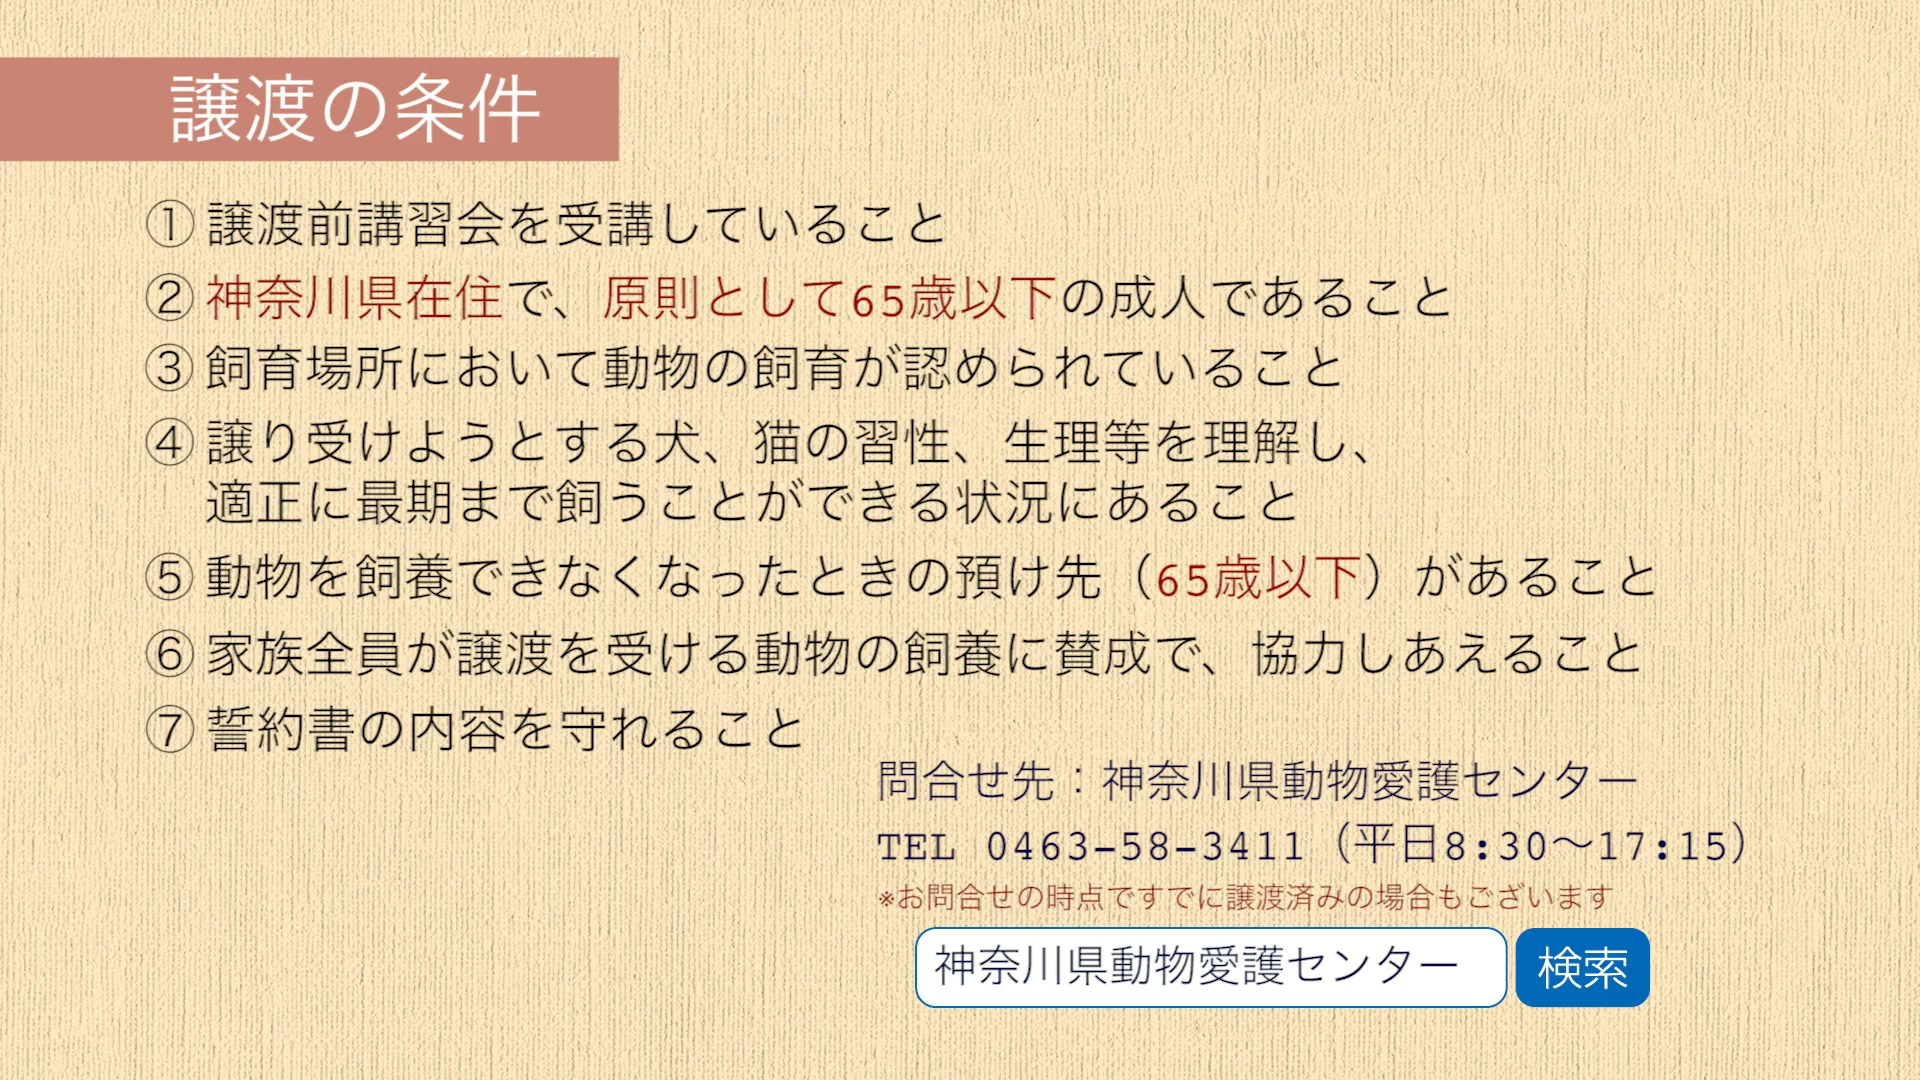 譲渡の条件
① 譲渡前講習会を受講していること
② 神奈川県在住で、原則として65歳以下の成人であること
③ 飼育場所において動物の飼育が認められていること
④ 譲り受けようとする犬、猫の習性、生理等を理解し、
適正に最期まで飼うことができる状況にあること
⑤ 動物を飼養できなくなったときの預け先（65歳以下）があること
⑥ 家族全員が譲渡を受ける動物の飼養に賛成で、協力しあえること
⑦ 誓約書の内容を守れること
問合せ先：神奈川県動物愛護センター
TEL 0463-58-3411（平日8:30〜17:15）
※お問合せの時点ですでに譲渡済みの場合もございます
神奈川県動物愛護センター 検索